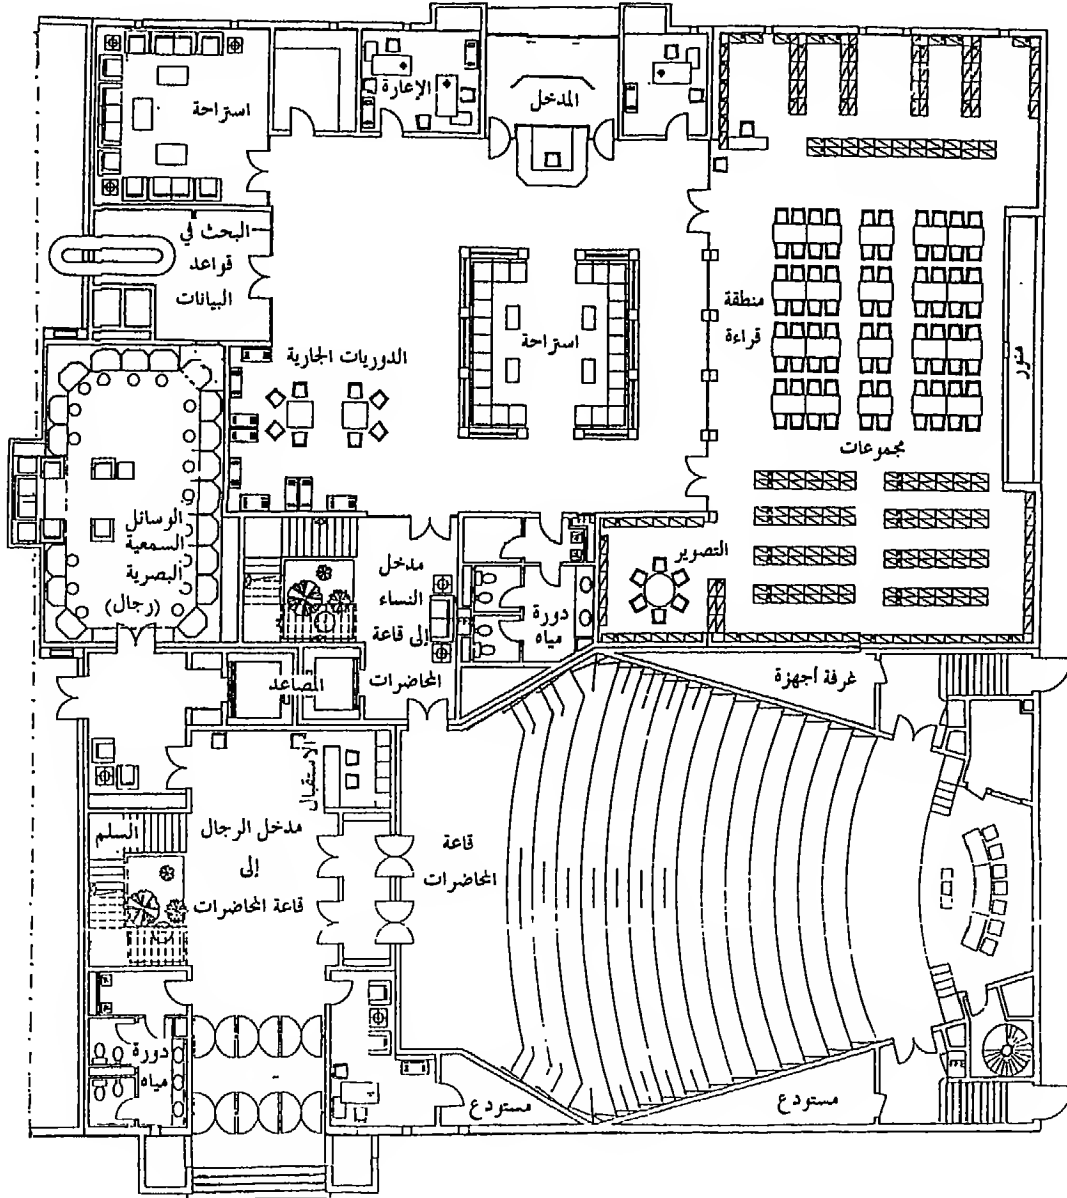 المدخل
الإعارة
استراحة
البحث في
قواعد
البيانات
منطقة
قراءة
استراحة
الدوريات الجارية
منور
مجموعات
الوسائل
السمعية
البصرية
(رجال)
التصوير
مدخل
النساء
إلى قاعة
المحاضرات
دورة
مياه
غرفة أجهزة
المصاعد
الاستقبال
السلم
مدخل الرجال
إلى
قاعة المحاضرات
قاعة
المحاضرات
دورة
مياه
مستودع
مستودع